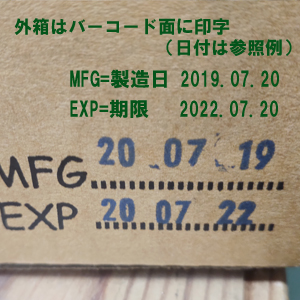 外箱はバーコード面に印字
（日付は参照例）
MFG=製造日 2019.07.20
EXP=期限 2022.07.20
MFG 20 .07 .19
EXP 20 07 22